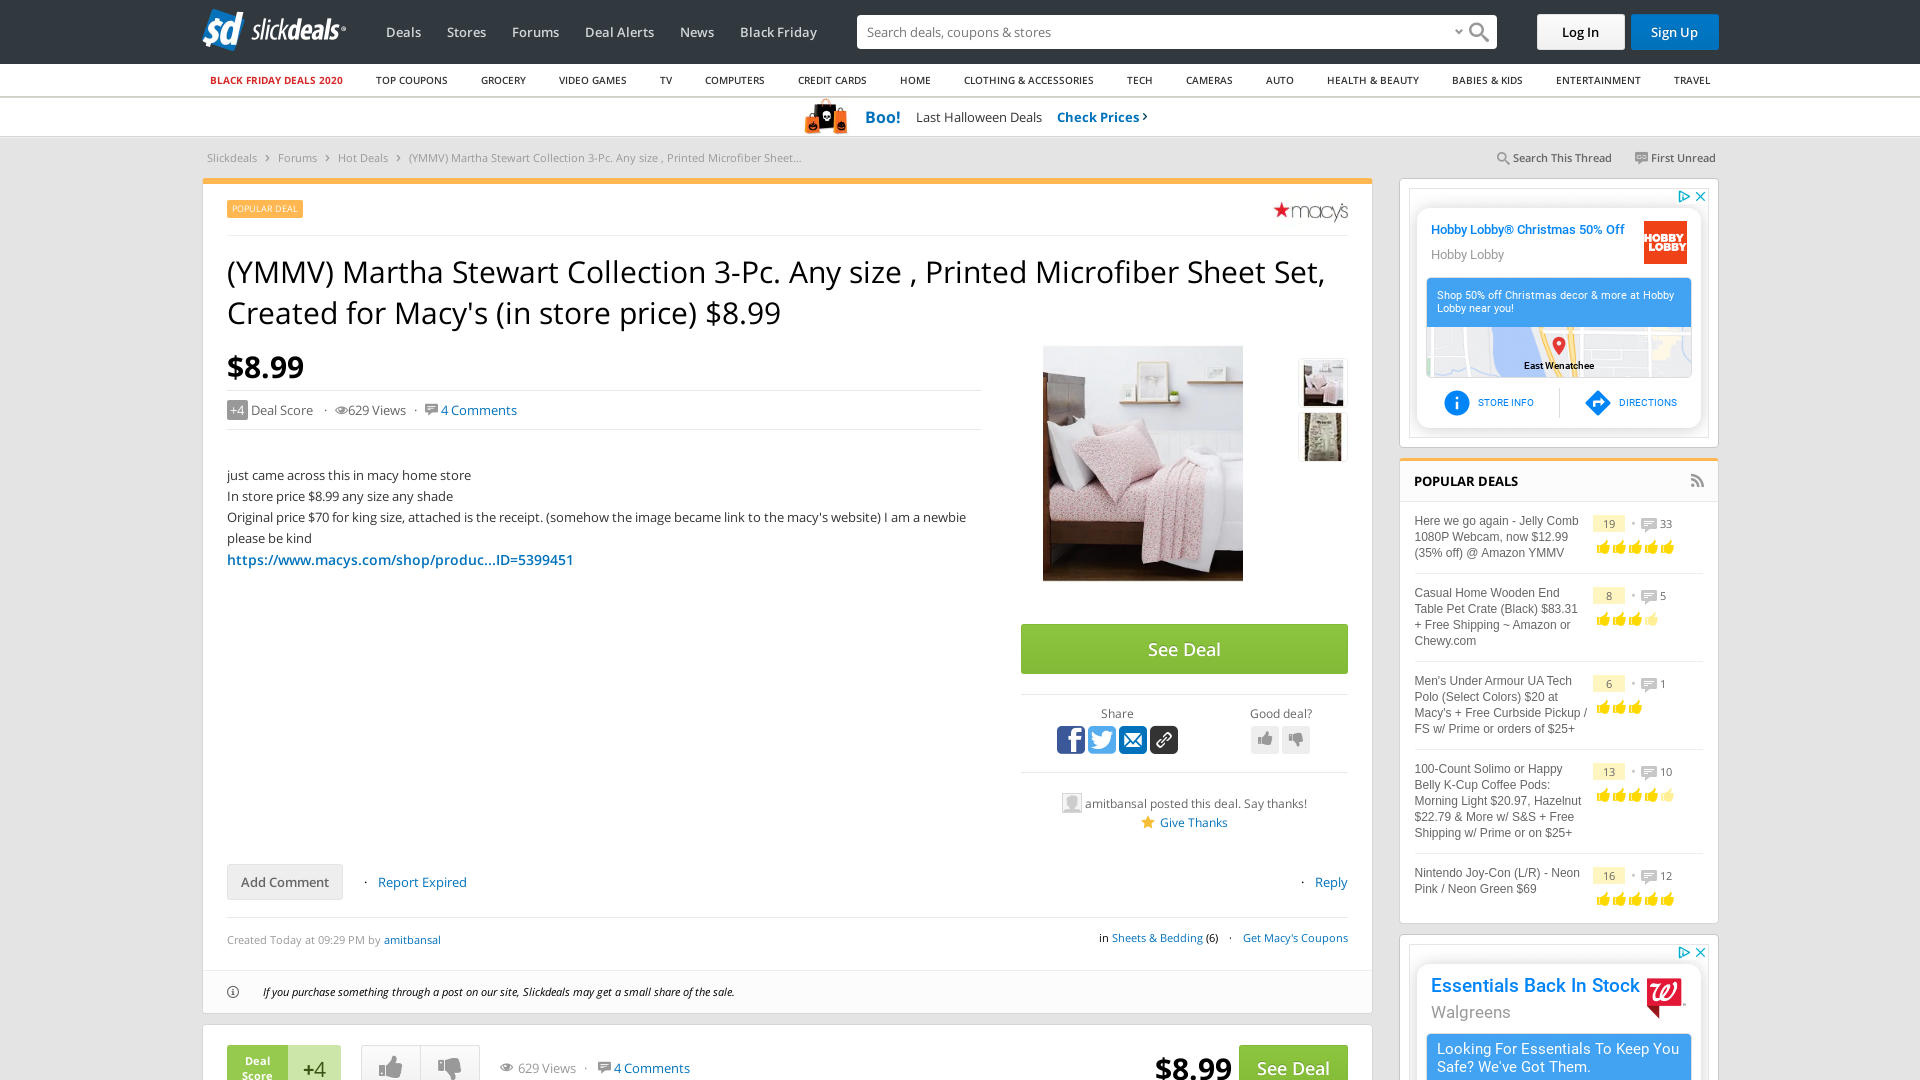 slickdeals
Deals
Stores
Forums
Deal Alerts
News
Black Friday
Search deals, coupons & stores
Log In
Sign Up
BLACK FRIDAY DEALS 2020
TOP COUPONS
GROCERY
VIDEO GAMES
TV
COMPUTERS
CREDIT CARDS
HOME
CLOTHING & ACCESSORIES
TECH
CAMERAS
AUTO
HEALTH & BEAUTY
BABIES & KIDS
ENTERTAINMENT
TRAVEL
Boo! Last Halloween Deals Check Prices
Slickdeals › Forums › Hot Deals › (YMMV) Martha Stewart Collection 3-Pc. Any size , Printed Microfiber Sheet...
Search This Thread
First Unread
POPULAR DEAL
macy's
(YMMV) Martha Stewart Collection 3-Pc. Any size , Printed Microfiber Sheet Set,
Created for Macy's (in store price) $8.99
$8.99
+4 Deal Score · 629 Views · 4 Comments
just came across this in macy home store
In store price $8.99 any size any shade
Original price $70 for king size, attached is the receipt. (somehow the image became link to the macy's website) I am a newbie
please be kind
https://www.macys.com/shop/produc...ID=5399451
See Deal
Share
Good deal?
amitbansal posted this deal. Say thanks!
Give Thanks
Add Comment
· Report Expired
· Reply
Created Today at 09:29 PM by amitbansal
in Sheets & Bedding (6) · Get Macy's Coupons
If you purchase something through a post on our site, Slickdeals may get a small share of the sale.
Deal
Score
+4
629 Views · 4 Comments
$8.99
See Deal
Hobby Lobby® Christmas 50% Off
Hobby Lobby
HOBBY
LOBBY
Shop 50% off Christmas decor & more at Hobby
Lobby near you!
East Wenatchee
STORE INFO
DIRECTIONS
POPULAR DEALS
Here we go again - Jelly Comb
1080P Webcam, now $12.99
(35% off) @ Amazon YMMV
19 • 33
Casual Home Wooden End
Table Pet Crate (Black) $83.31
+ Free Shipping ~ Amazon or
Chewy.com
8 • 5
Men's Under Armour UA Tech
Polo (Select Colors) $20 at
Macy's + Free Curbside Pickup /
FS w/ Prime or orders of $25+
6 • 1
100-Count Solimo or Happy
Belly K-Cup Coffee Pods:
Morning Light $20.97, Hazelnut
$22.79 & More w/ S&S + Free
Shipping w/ Prime or on $25+
13 • 10
Nintendo Joy-Con (L/R) - Neon
Pink / Neon Green $69
16 • 12
Essentials Back In Stock
Walgreens
Looking For Essentials To Keep You
Safe? We've Got Them.